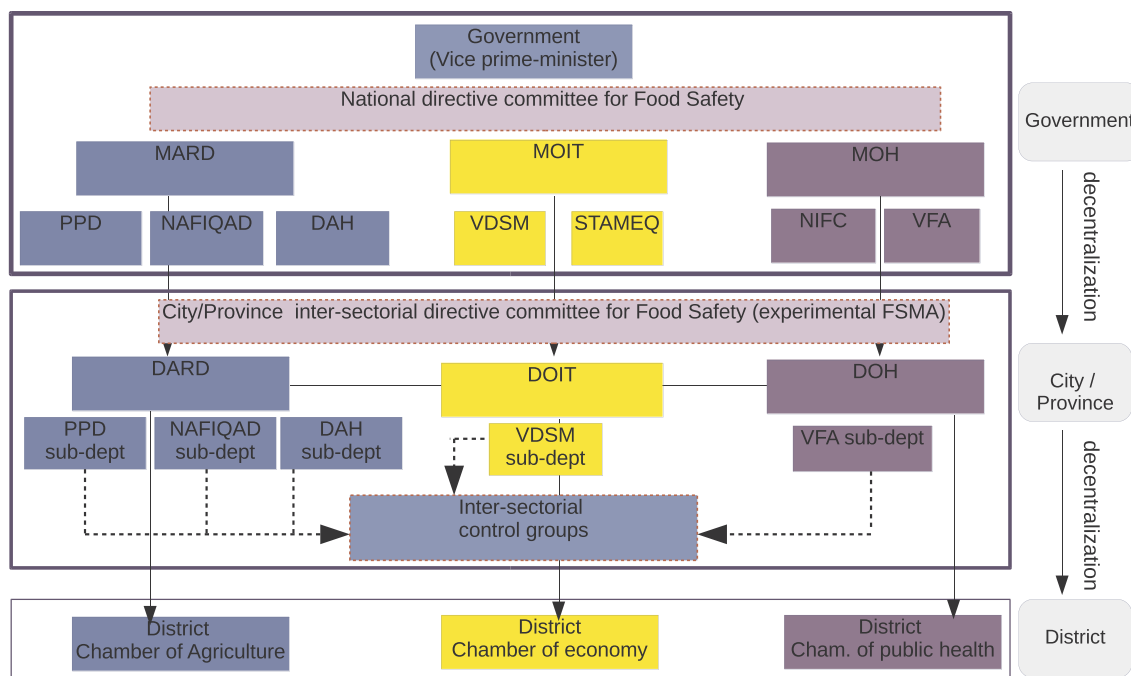 Government
(Vice prime-minister)
National directive committee for Food Safety
MARD
MOIT
MOH
PPD
NAFIQAD
DAH
VDSM
STAMEQ
NIFC
VFA
Government
decentralization
City/Province inter-sectorial directive committee for Food Safety (experimental FSMA)
DARD
DOIT
DOH
PPD
sub-dept
NAFIQAD
sub-dept
DAH
sub-dept
VDSM
sub-dept
VFA sub-dept
Inter-sectorial
control groups
City /
Province
decentralization
District
Chamber of Agriculture
District
Chamber of economy
District
Cham. of public health
District